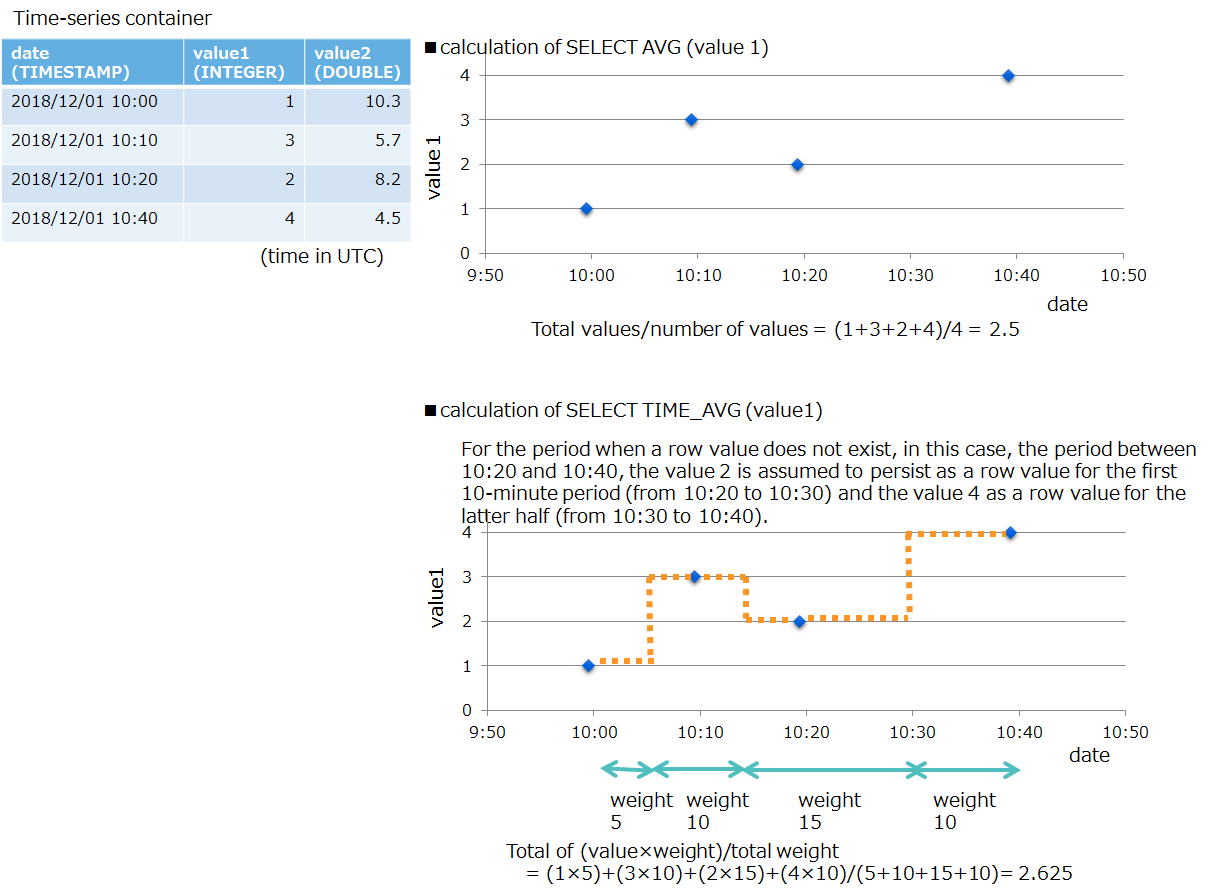 Time-series container
date value1 value2
(TIMESTAMP) (INTEGER) (DOUBLE)
2018/12/01 10:00 1 10.3
2018/12/01 10:10 3 5.7
2018/12/01 10:20 2 8.2
2018/12/01 10:40 4 4.5
(time in UTC)
■calculation of SELECT AVG (value 1)
4
3
2
1
0
value1
9:50 10:00 10:10 10:20 10:30 10:40 10:50
date
Total values/number of values = (1+3+2+4)/4 = 2.5
■calculation of SELECT TIME_AVG (value1)
For the period when a row value does not exist, in this case, the period between
10:20 and 10:40, the value 2 is assumed to persist as a row value for the first
10-minute period (from 10:20 to 10:30) and the value 4 as a row value for the
latter half (from 10:30 to 10:40).
4
3
2
1
0
value1
9:50 10:00 10:10 10:20 10:30 10:40 10:50
date
weight weight weight weight
5 10 15 10
Total of (value×weight)/total weight
= (1×5)+(3×10)+(2×15)+(4×10)/(5+10+15+10)= 2.625